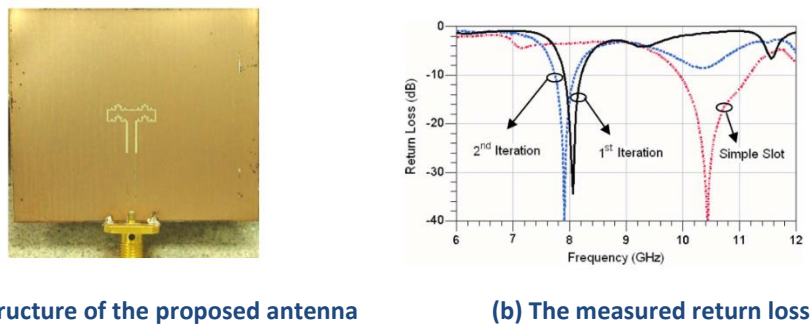 0
-10
-20
-30
-40
Return Loss (dB)
2nd Iteration
1st Iteration
Simple Slot
6 7 8 9 10 11 12
Frequency (GHz)
ructure of the proposed antenna
(b) The measured return loss